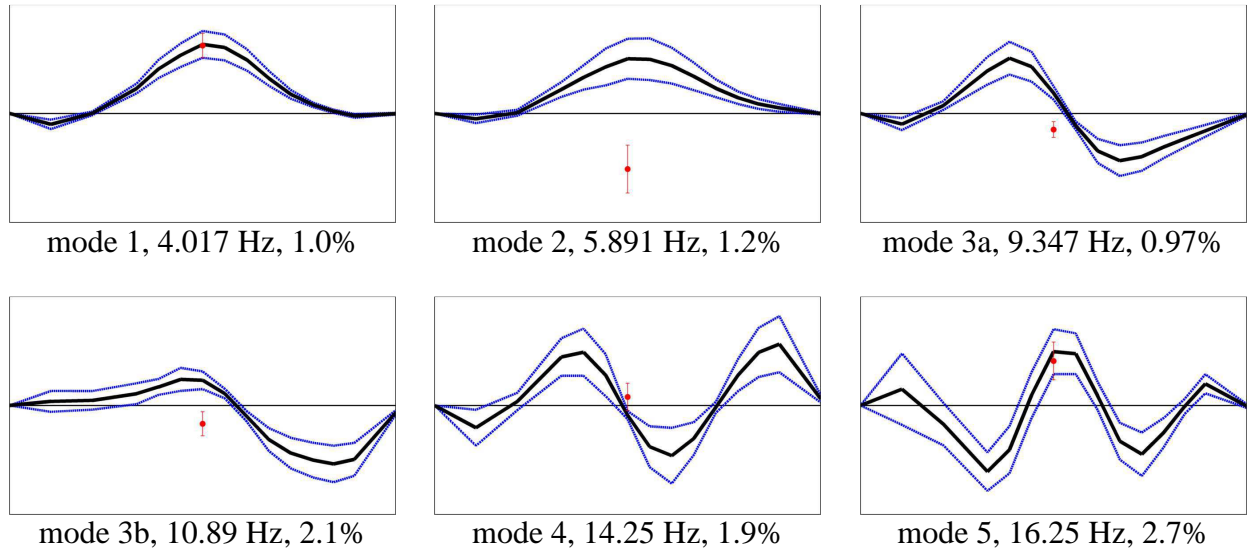 mode 1, 4.017 Hz, 1.0%
mode 2, 5.891 Hz, 1.2%
mode 3a, 9.347 Hz, 0.97%
mode 3b, 10.89 Hz, 2.1%
mode 4, 14.25 Hz, 1.9%
mode 5, 16.25 Hz, 2.7%